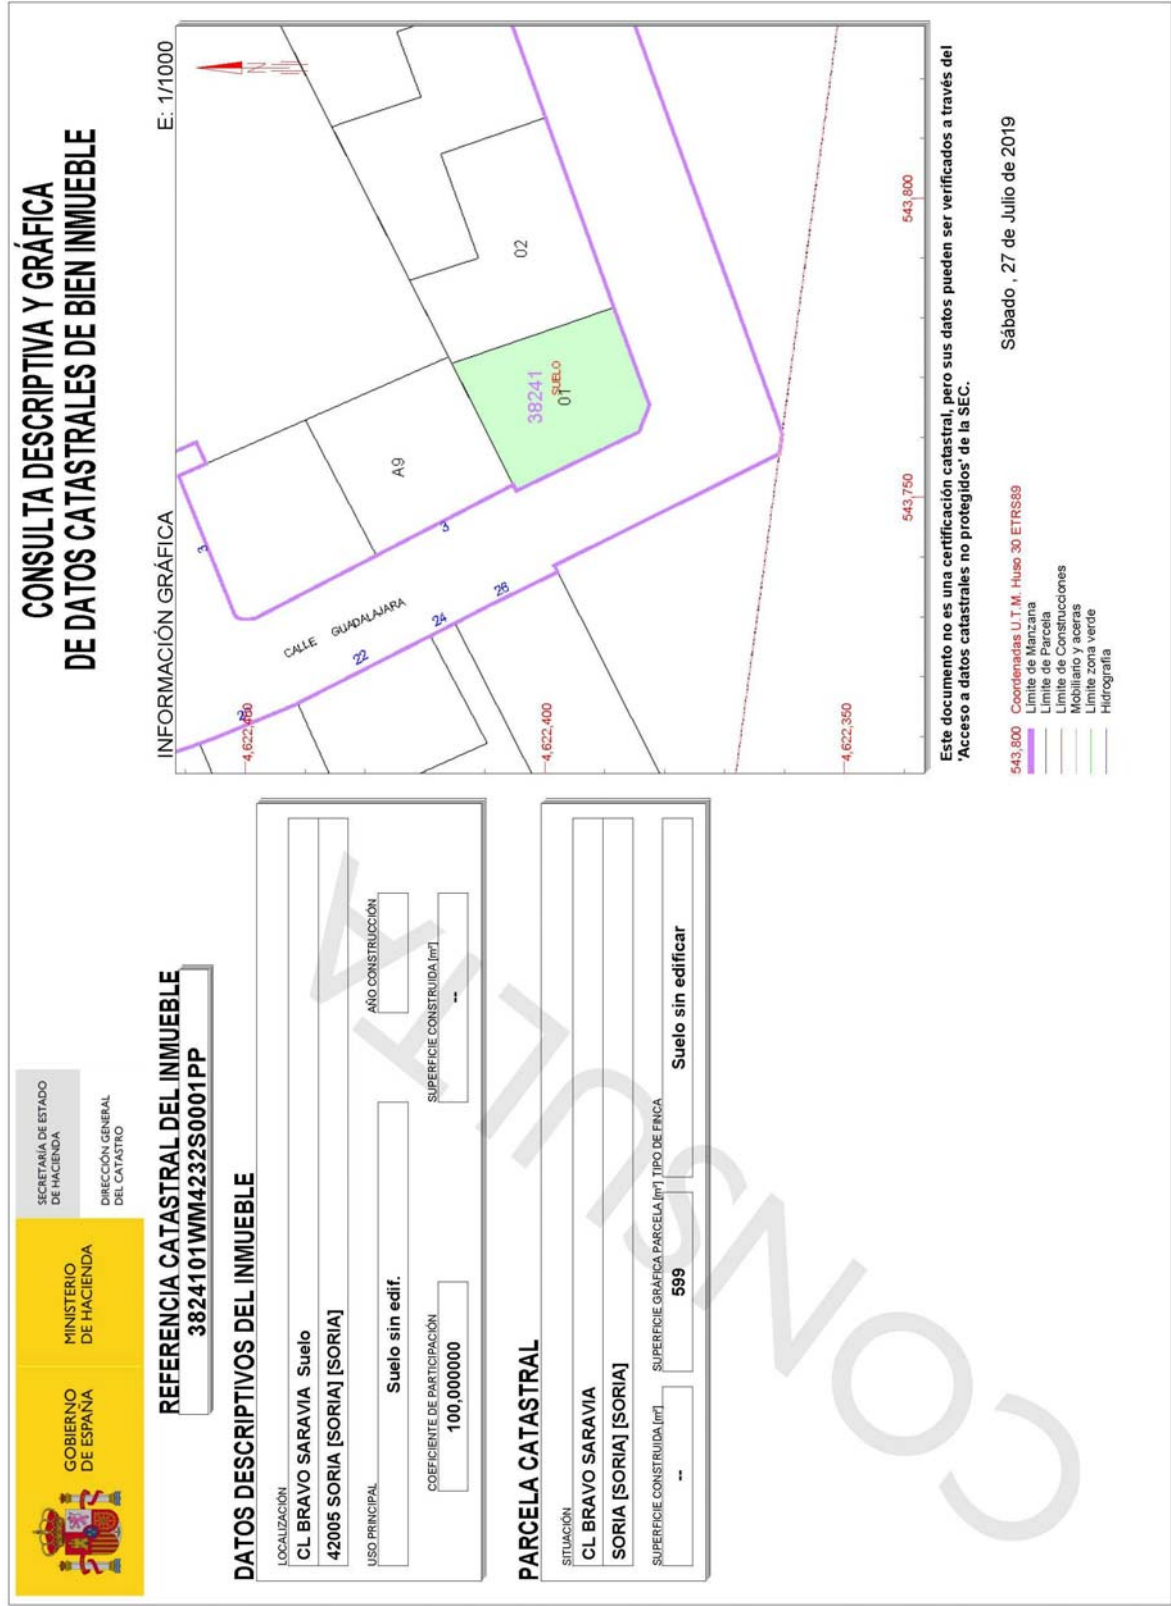 GOBIERNO
DE ESPAÑA
MINISTERIO
DE HACIENDA
SECRETARÍA DE ESTADO
DE HACIENDA
DIRECCIÓN GENERAL
DEL CATASTRO
CONSULTA DESCRIPTIVA Y GRÁFICA
DE DATOS CATASTRALES DE BIEN INMUEBLE
REFERENCIA CATASTRAL DEL INMUEBLE
3824101WM4232S0001PP
DATOS DESCRIPTIVOS DEL INMUEBLE
LOCALIZACIÓN
CL BRAVO SARAVIA Suelo
42005 SORIA [SORIA] [SORIA]
USO PRINCIPAL
Suelo sin edif.
AÑO CONSTRUCCIÓN
COEFICIENTE DE PARTICIPACIÓN
100,000000
SUPERFICIE CONSTRUIDA [m²]
--
PARCELA CATASTRAL
SITUACIÓN
CL BRAVO SARAVIA
SORIA [SORIA] [SORIA]
SUPERFICIE CONSTRUIDA [m²]
--
SUPERFICIE GRÁFICA PARCELA [m²]
599
TIPO DE FINCA
Suelo sin edificar
CONSULTA
INFORMACIÓN GRÁFICA
E: 1/1000
N
3
CALLE GUADALAJARA
22
24
26
3
A9
38241
SUELO
01
02
4,622,400
4,622,350
543,750
543,800
Este documento no es una certificación catastral, pero sus datos pueden ser verificados a través del
'Acceso a datos catastrales no protegidos' de la SEC.
543,800 Coordenadas U.T.M. Huso 30 ETRS89
Límite de Manzana
Límite de Parcela
Límite de Construcciones
Mobiliario y aceras
Límite zona verde
Hidrografía
Sábado , 27 de Julio de 2019